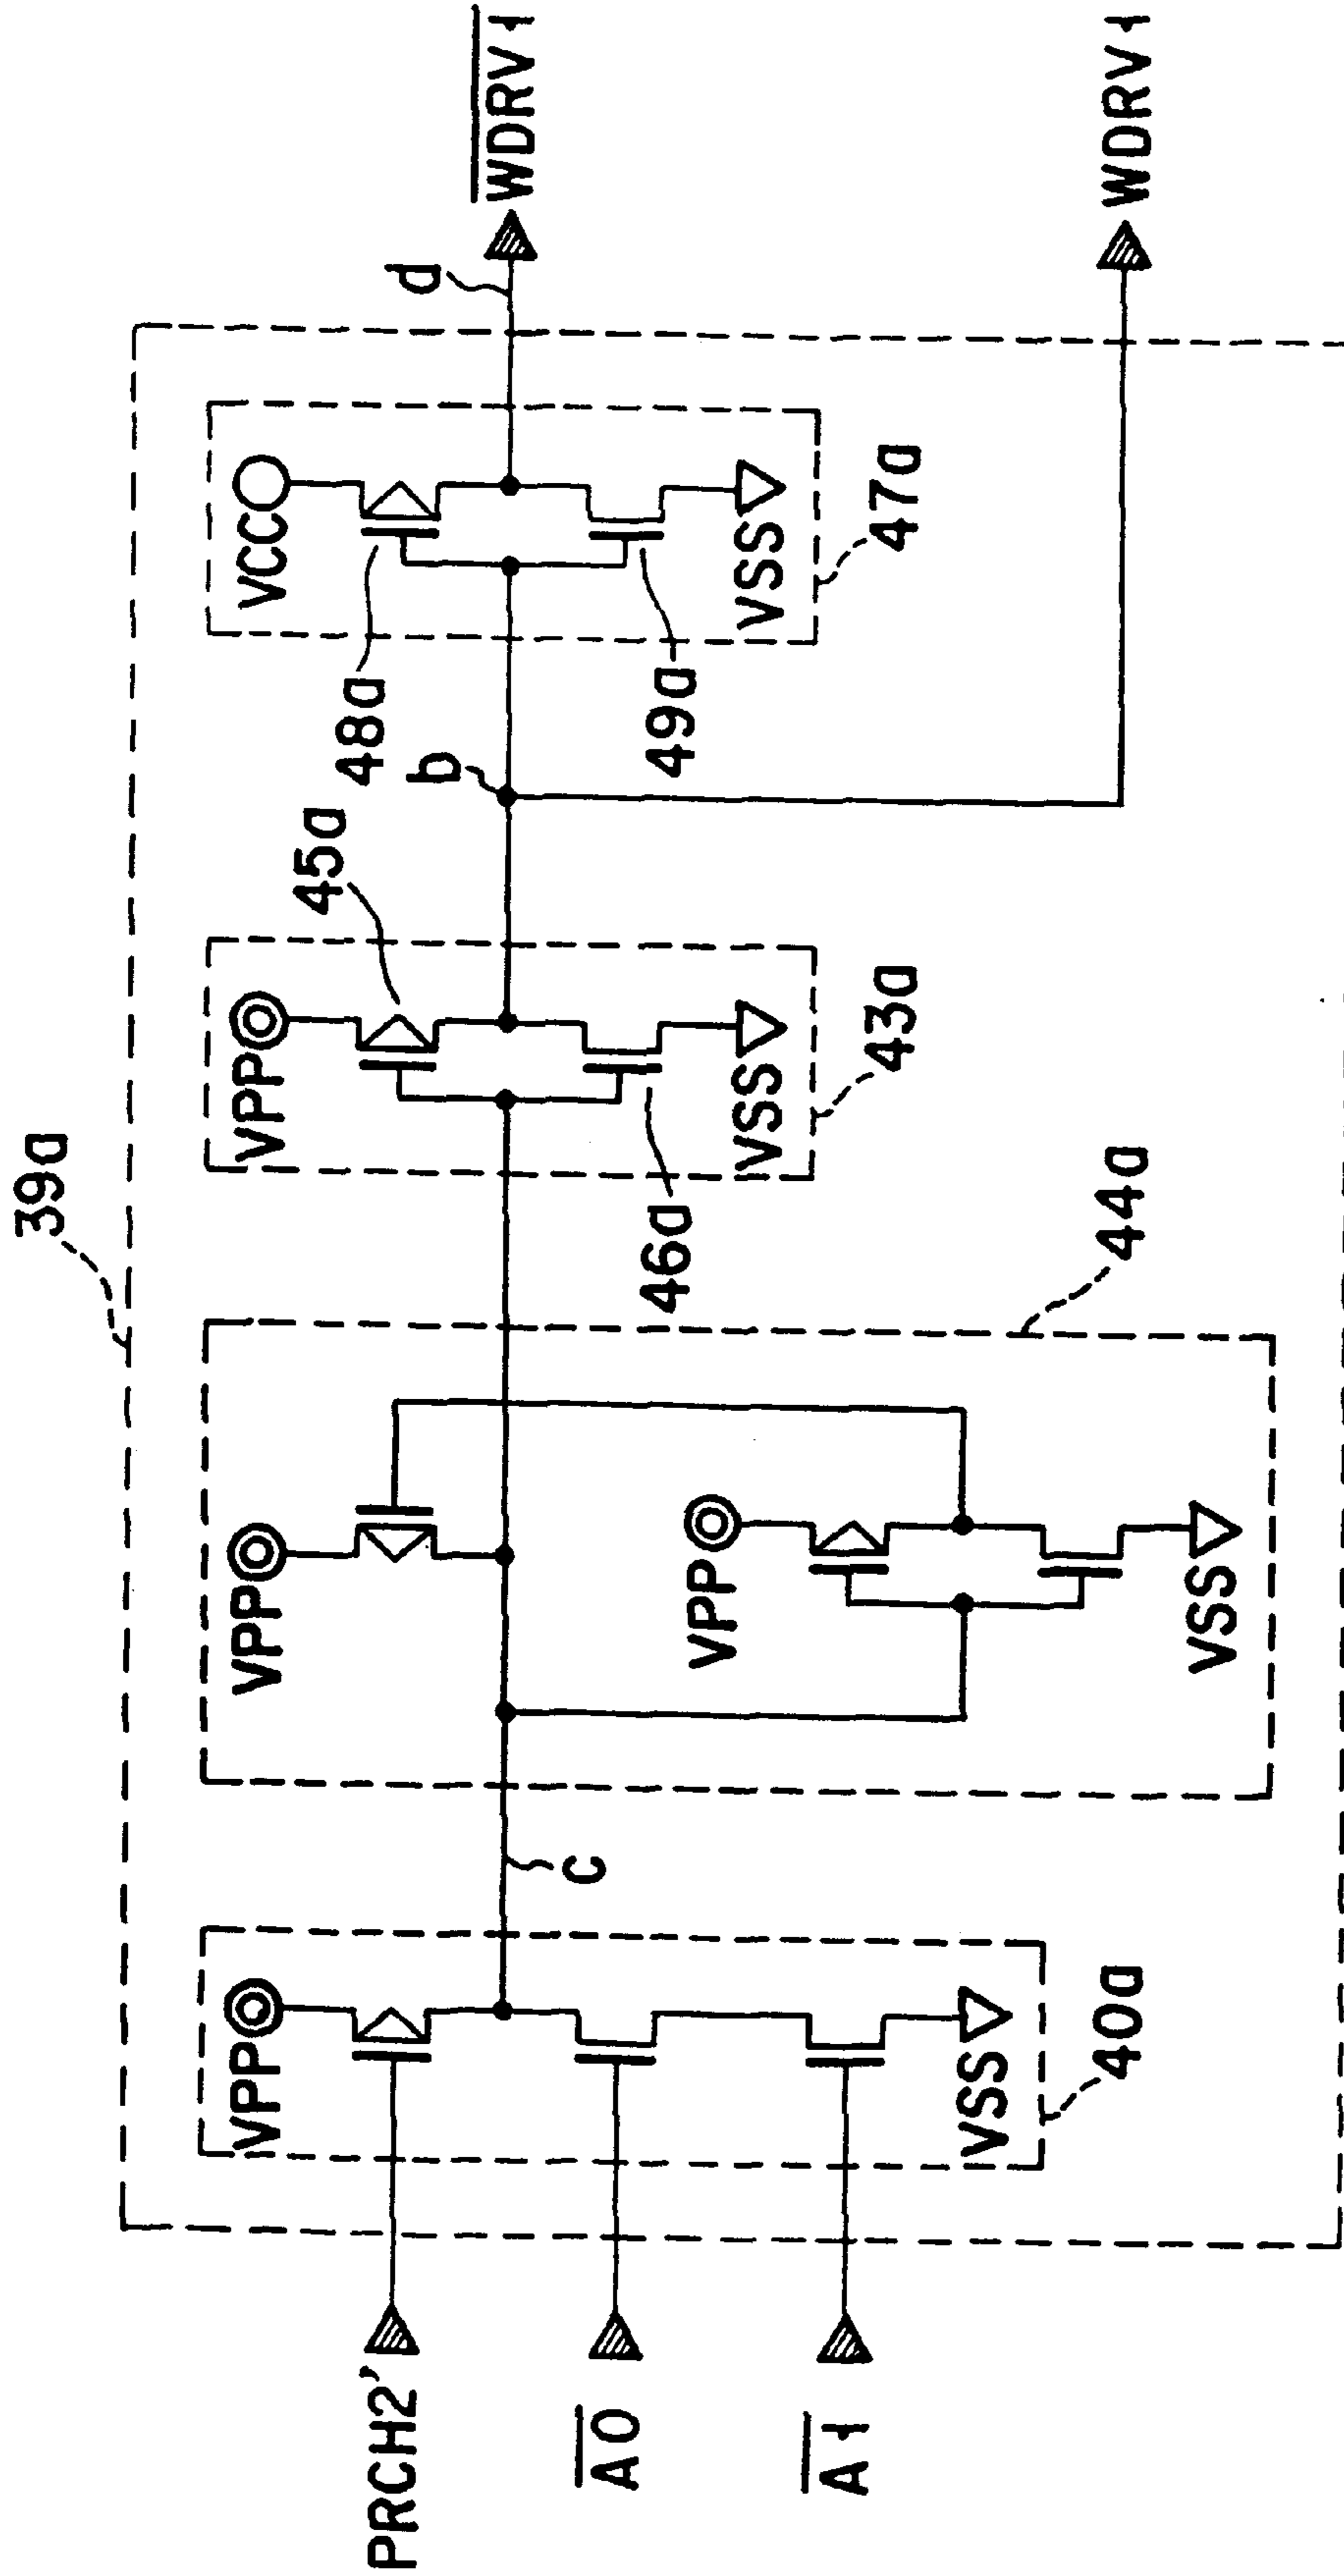 39a
VPP
VPP
VPP
VCC
45a
48a
b
d
WDRV1
PRCH2'
c
VPP
46a
49a
A0
VSS
VSS
43a
47a
A1
VSS
VSS
40a
44a
WDRV1